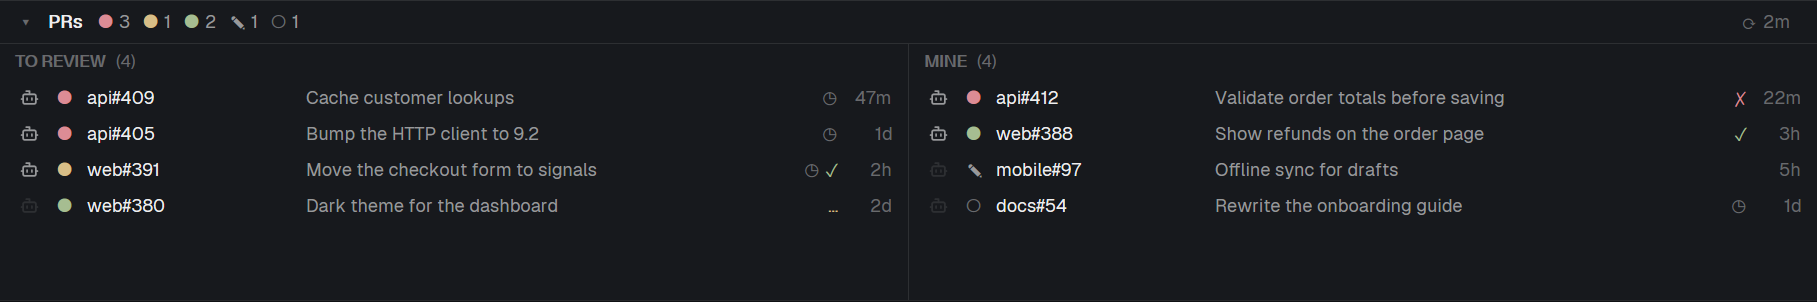 PRs 3 1 2 1 1 2m
TO REVIEW (4)
api#409 Cache customer lookups 47m
api#405 Bump the HTTP client to 9.2 1d
web#391 Move the checkout form to signals ✓ 2h
web#380 Dark theme for the dashboard ... 2d
MINE (4)
api#412 Validate order totals before saving ✗ 22m
web#388 Show refunds on the order page ✓ 3h
mobile#97 Offline sync for drafts 5h
docs#54 Rewrite the onboarding guide 1d